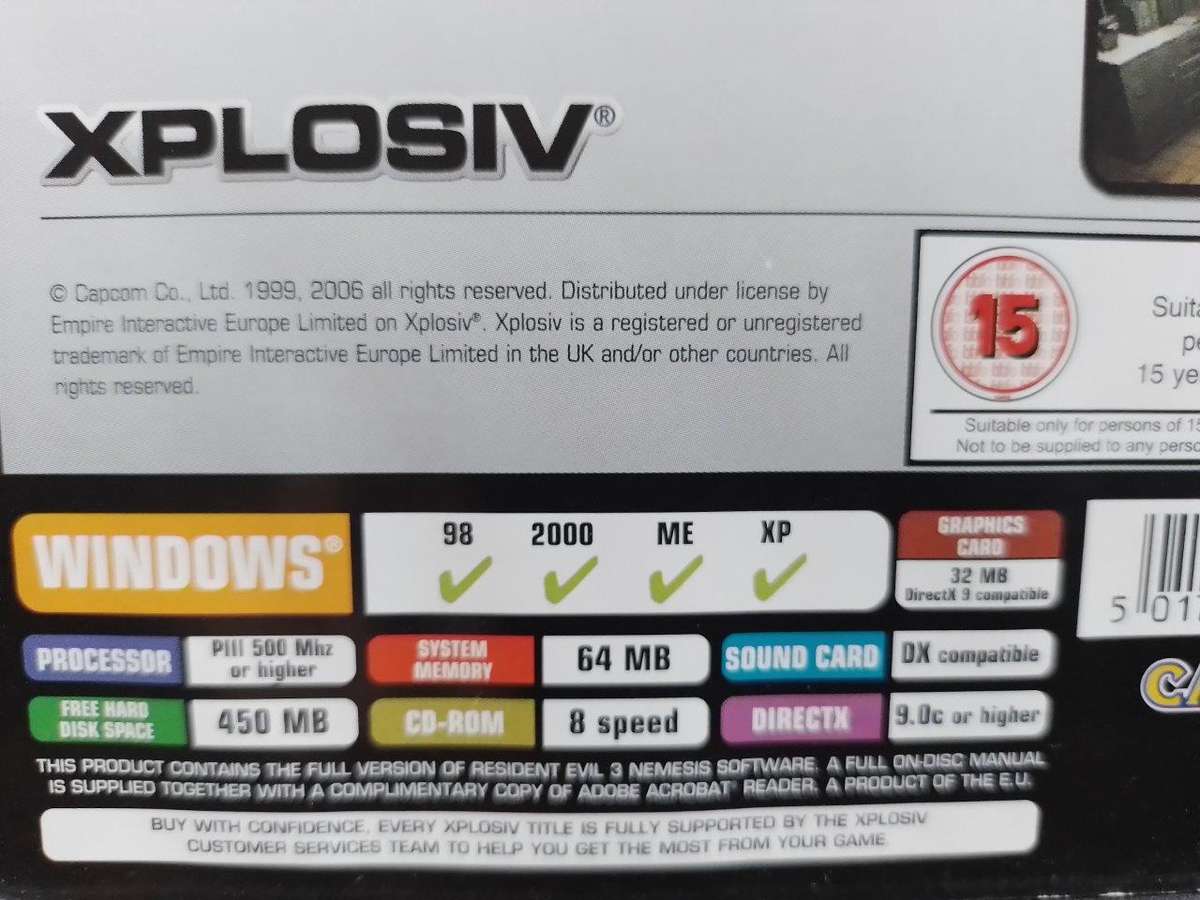 XPLOSIV®
© Capcom Co., Ltd. 1999, 2006 all rights reserved. Distributed under license by
Empire Interactive Europe Limited on Xplosiv®. Xplosiv is a registered or unregistered
trademark of Empire Interactive Europe Limited in the UK and/or other countries. All
rights reserved.
15
Suita
pe
15 ye
Suitable only for persons of 15
Not to be supplied to any perso
WINDOWS®
98 2000 ME XP
GRAPHICS
CARD
32 MB
DirectX 9 compatible
5 017
PROCESSOR
PIII 500 Mhz
or higher
SYSTEM
MEMORY
64 MB
SOUND CARD
DX compatible
FREE HARD
DISK SPACE
450 MB
CD-ROM
8 speed
DIRECTX
9.0c or higher
CA
THIS PRODUCT CONTAINS THE FULL VERSION OF RESIDENT EVIL 3 NEMESIS SOFTWARE. A FULL ON-DISC MANUAL
IS SUPPLIED TOGETHER WITH A COMPLIMENTARY COPY OF ADOBE ACROBAT® READER. A PRODUCT OF THE E.U.
BUY WITH CONFIDENCE. EVERY XPLOSIV TITLE IS FULLY SUPPORTED BY THE XPLOSIV
CUSTOMER SERVICES TEAM TO HELP YOU GET THE MOST FROM YOUR GAME.